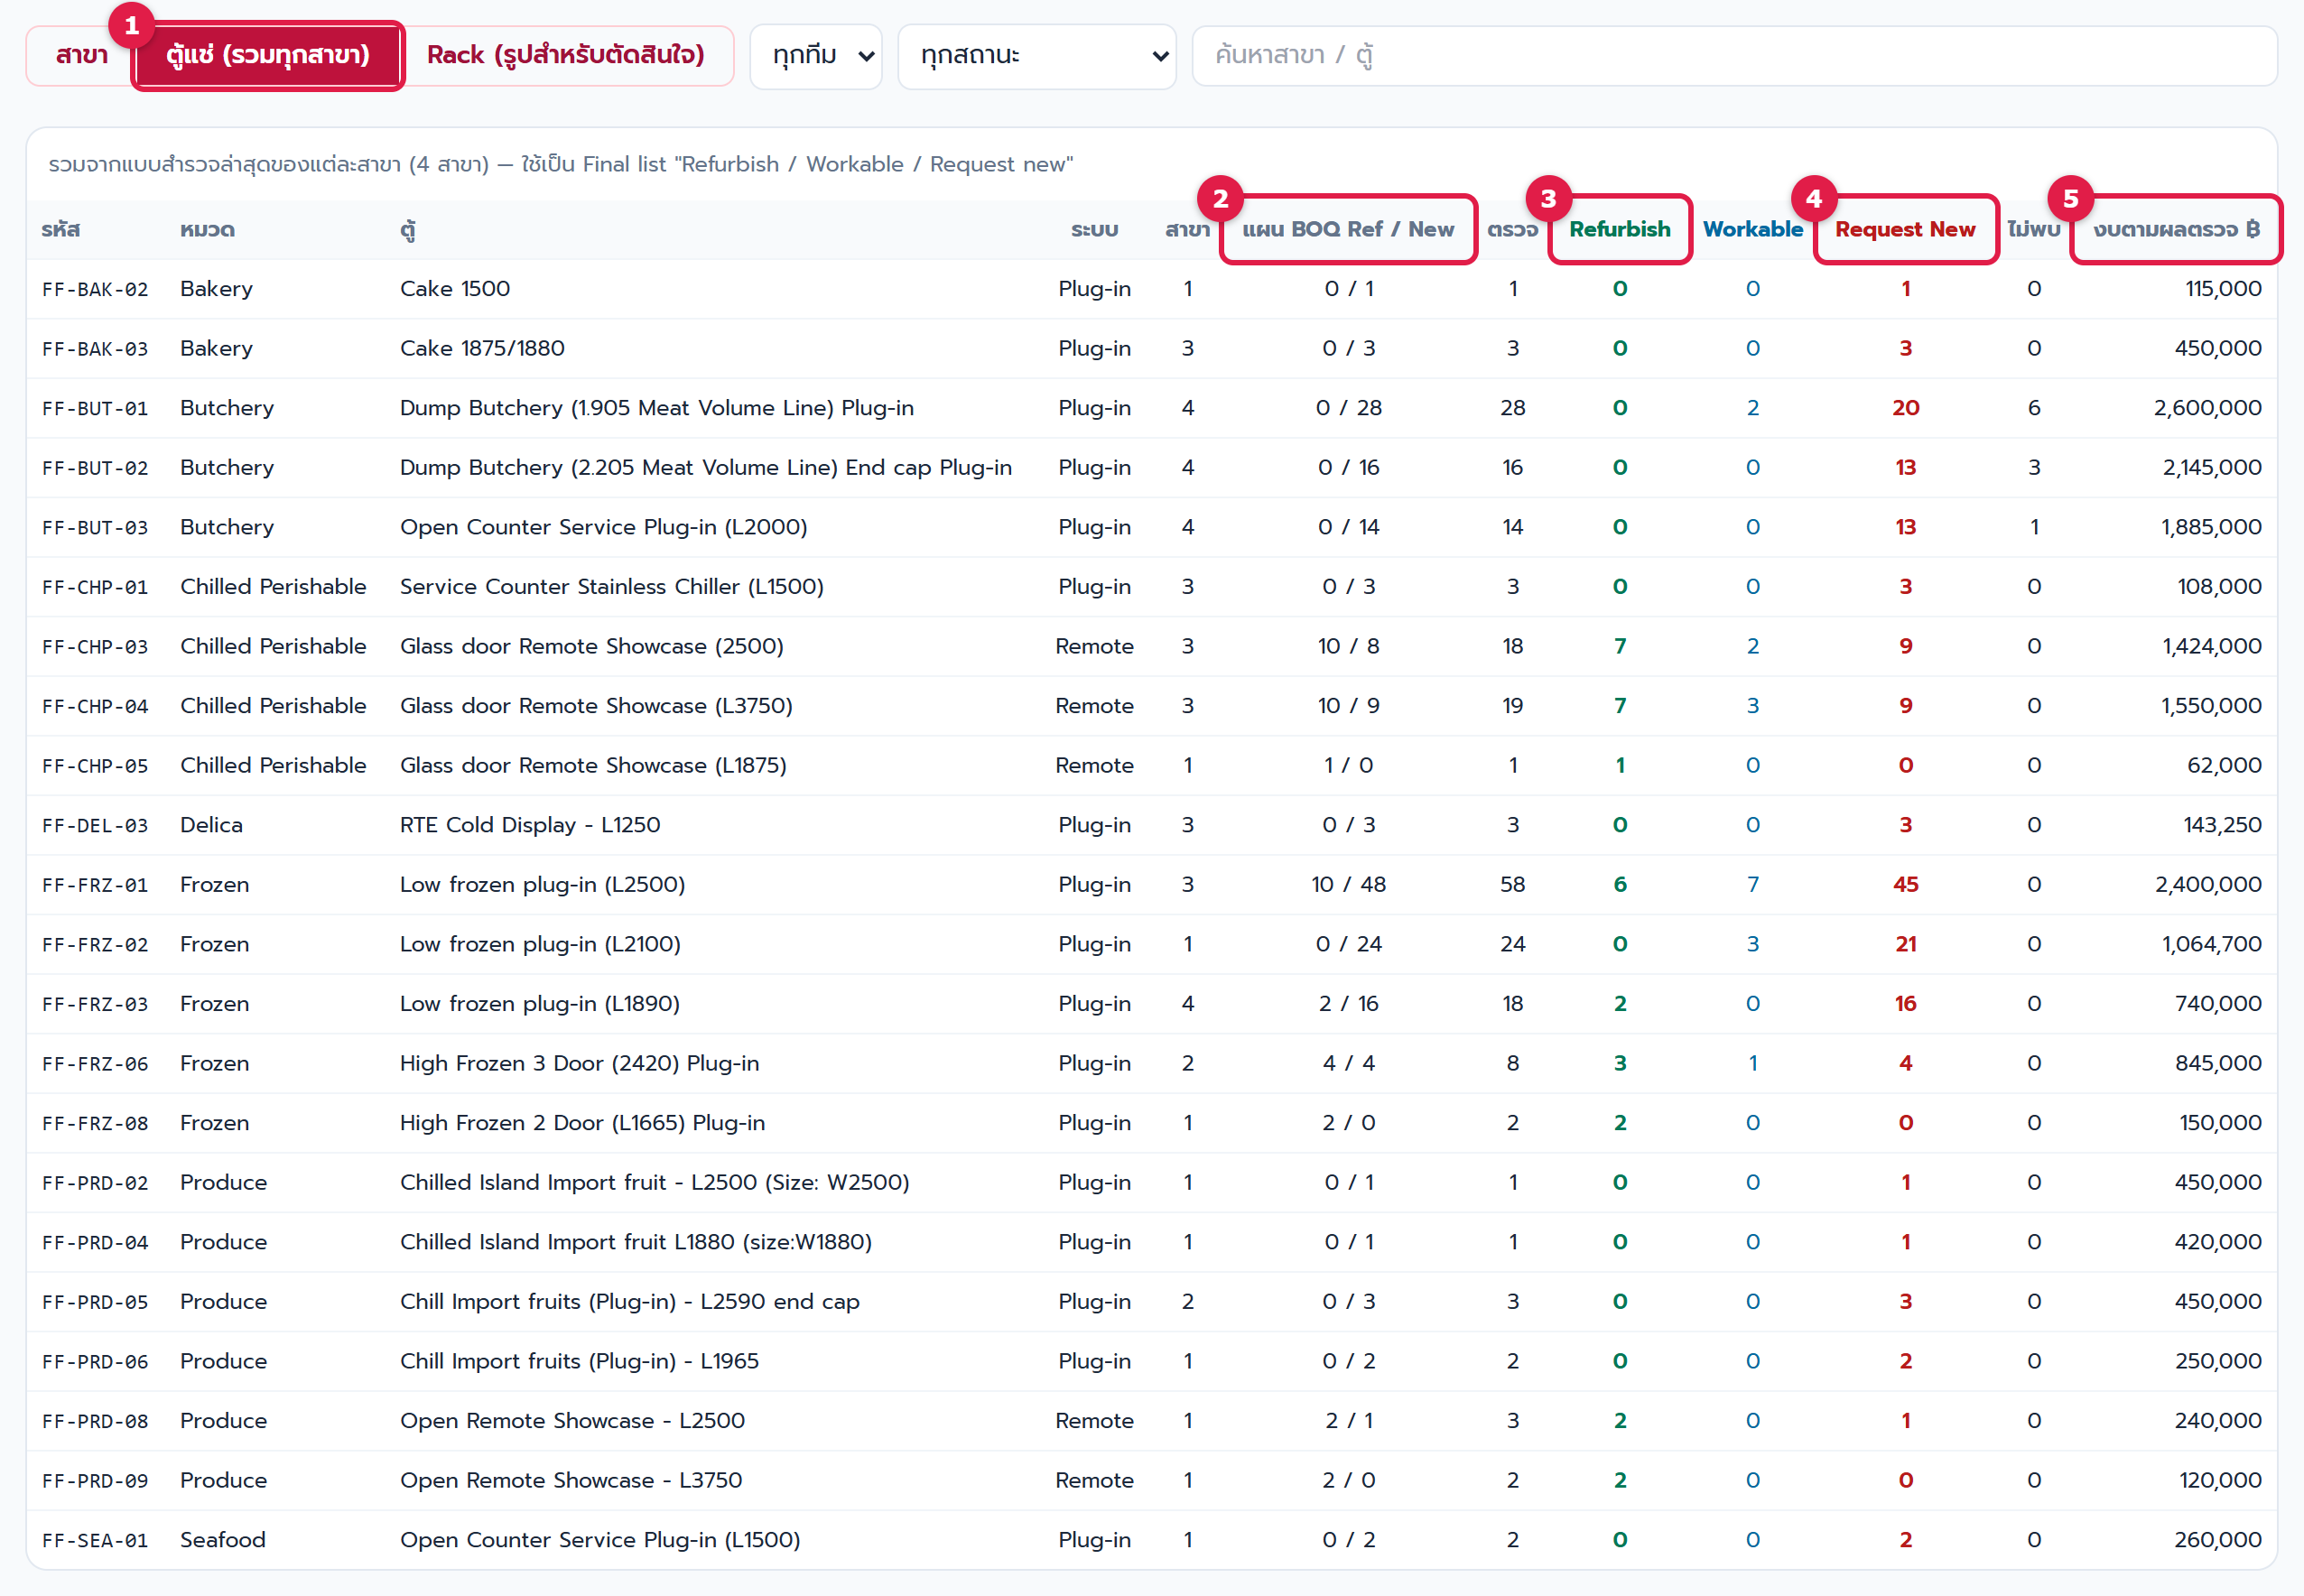 1
สาขา ตู้แช่ (รวมทุกสาขา) Rack (รูปสำหรับตัดสินใจ) ทุกทีม ทุกสถานะ ค้นหาสาขา / ตู้
รวมจากแบบสำรวจล่าสุดของแต่ละสาขา (4 สาขา) — ใช้เป็น Final list "Refurbish / Workable / Request new"
2 3 4 5
รหัส หมวด ตู้ ระบบ สาขา แผน BOQ Ref / New ตรวจ Refurbish Workable Request New ไม่พบ งบตามผลตรวจ ฿
FF-BAK-02 Bakery Cake 1500 Plug-in 1 0 / 1 1 0 0 1 0 115,000
FF-BAK-03 Bakery Cake 1875/1880 Plug-in 3 0 / 3 3 0 0 3 0 450,000
FF-BUT-01 Butchery Dump Butchery (1.905 Meat Volume Line) Plug-in Plug-in 4 0 / 28 28 0 2 20 6 2,600,000
FF-BUT-02 Butchery Dump Butchery (2.205 Meat Volume Line) End cap Plug-in Plug-in 4 0 / 16 16 0 0 13 3 2,145,000
FF-BUT-03 Butchery Open Counter Service Plug-in (L2000) Plug-in 4 0 / 14 14 0 0 13 1 1,885,000
FF-CHP-01 Chilled Perishable Service Counter Stainless Chiller (L1500) Plug-in 3 0 / 3 3 0 0 3 0 108,000
FF-CHP-03 Chilled Perishable Glass door Remote Showcase (2500) Remote 3 10 / 8 18 7 2 9 0 1,424,000
FF-CHP-04 Chilled Perishable Glass door Remote Showcase (L3750) Remote 3 10 / 9 19 7 3 9 0 1,550,000
FF-CHP-05 Chilled Perishable Glass door Remote Showcase (L1875) Remote 1 1 / 0 1 1 0 0 0 62,000
FF-DEL-03 Delica RTE Cold Display - L1250 Plug-in 3 0 / 3 3 0 0 3 0 143,250
FF-FRZ-01 Frozen Low frozen plug-in (L2500) Plug-in 3 10 / 48 58 6 7 45 0 2,400,000
FF-FRZ-02 Frozen Low frozen plug-in (L2100) Plug-in 1 0 / 24 24 0 3 21 0 1,064,700
FF-FRZ-03 Frozen Low frozen plug-in (L1890) Plug-in 4 2 / 16 18 2 0 16 0 740,000
FF-FRZ-06 Frozen High Frozen 3 Door (2420) Plug-in Plug-in 2 4 / 4 8 3 1 4 0 845,000
FF-FRZ-08 Frozen High Frozen 2 Door (L1665) Plug-in Plug-in 1 2 / 0 2 2 0 0 0 150,000
FF-PRD-02 Produce Chilled Island Import fruit - L2500 (Size: W2500) Plug-in 1 0 / 1 1 0 0 1 0 450,000
FF-PRD-04 Produce Chilled Island Import fruit L1880 (size:W1880) Plug-in 1 0 / 1 1 0 0 1 0 420,000
FF-PRD-05 Produce Chill Import fruits (Plug-in) - L2590 end cap Plug-in 2 0 / 3 3 0 0 3 0 450,000
FF-PRD-06 Produce Chill Import fruits (Plug-in) - L1965 Plug-in 1 0 / 2 2 0 0 2 0 250,000
FF-PRD-08 Produce Open Remote Showcase - L2500 Remote 1 2 / 1 3 2 0 1 0 240,000
FF-PRD-09 Produce Open Remote Showcase - L3750 Remote 1 2 / 0 2 2 0 0 0 120,000
FF-SEA-01 Seafood Open Counter Service Plug-in (L1500) Plug-in 1 0 / 2 2 0 0 2 0 260,000